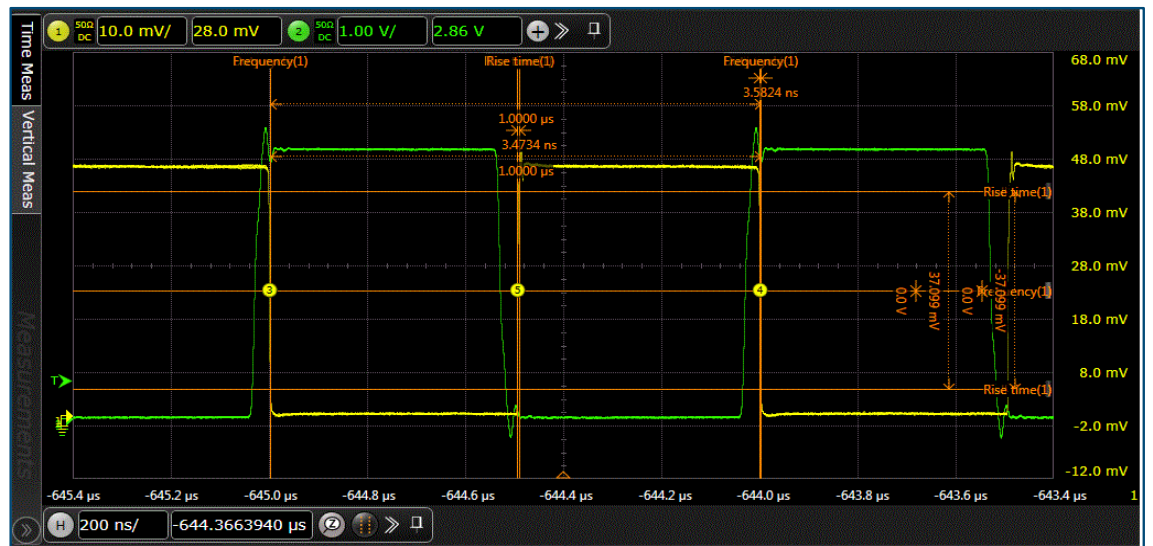 Time Meas
Vertical Meas
Measurements
1 50Ω DC 10.0 mV/ 28.0 mV 2 50Ω DC 1.00 V/ 2.86 V
Frequency(1) Rise time(1) Frequency(1)
68.0 mV
3.5824 ns
58.0 mV
1.0000 µs
3.4734 ns
48.0 mV
1.0000 µs
Rise time(1)
38.0 mV
28.0 mV
3 5 4
0.0 V
37.099 mV
0.0 V
-37.099 mV
18.0 mV
T
8.0 mV
Rise time(1)
-2.0 mV
-12.0 mV
-645.4 µs -645.2 µs -645.0 µs -644.8 µs -644.6 µs -644.4 µs -644.2 µs -644.0 µs -643.8 µs -643.6 µs -643.4 µs 1
H 200 ns/ -644.3663940 µs Z